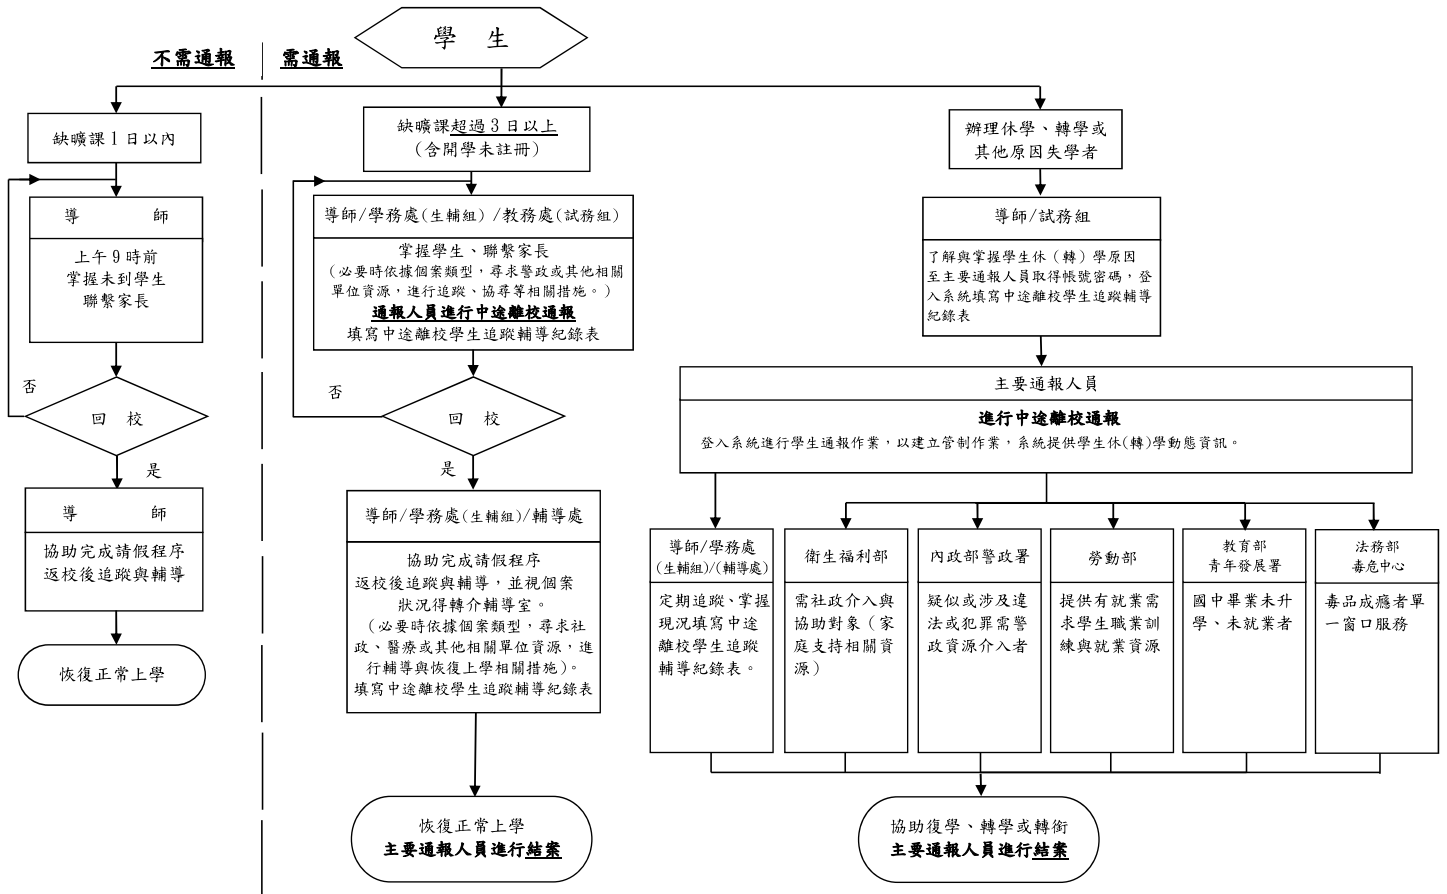 學 生
不需通報
需通報
缺曠課 1 日以內
導 師
上午 9 時前
掌握未到學生
聯繫家長
否
回 校
是
導 師
協助完成請假程序
返校後追蹤與輔導
恢復正常上學
缺曠課超過 3 日以上
(含開學未註冊)
導師/學務處(生輔組) /教務處(試務組)
掌握學生、聯繫家長
(必要時依據個案類型，尋求警政或其他相關
單位資源，進行追蹤、協尋等相關措施。)
通報人員進行中途離校通報
填寫中途離校學生追蹤輔導紀錄表
否
回 校
是
導師/學務處(生輔組)/輔導處
協助完成請假程序
返校後追蹤與輔導，並視個案
狀況得轉介輔導室。
(必要時依據個案類型，尋求社
政、醫療或其他相關單位資源，進
行輔導與恢復上學相關措施)。
填寫中途離校學生追蹤輔導紀錄表
恢復正常上學
主要通報人員進行結案
辦理休學、轉學或
其他原因失學者
導師/試務組
了解與掌握學生休（轉）學原因
至主要通報人員取得帳號密碼，登
入系統填寫中途離校學生追蹤輔導
紀錄表
主要通報人員
進行中途離校通報
登入系統進行學生通報作業，以建立管制作業，系統提供學生休(轉)學動態資訊。
導師/學務處
(生輔組)/(輔導處)
定期追蹤、掌握
現況填寫中途
離校學生追蹤
輔導紀錄表。
衛生福利部
需社政介入與
協助對象（家
庭支持相關資
源）
內政部警政署
疑似或涉及違
法或犯罪需警
政資源介入者
勞動部
提供有就業需
求學生職業訓
練與就業資源
教育部
青年發展署
國中畢業未升
學、未就業者
法務部
毒危中心
毒品成癮者單
一窗口服務
協助復學、轉學或轉銜
主要通報人員進行結案